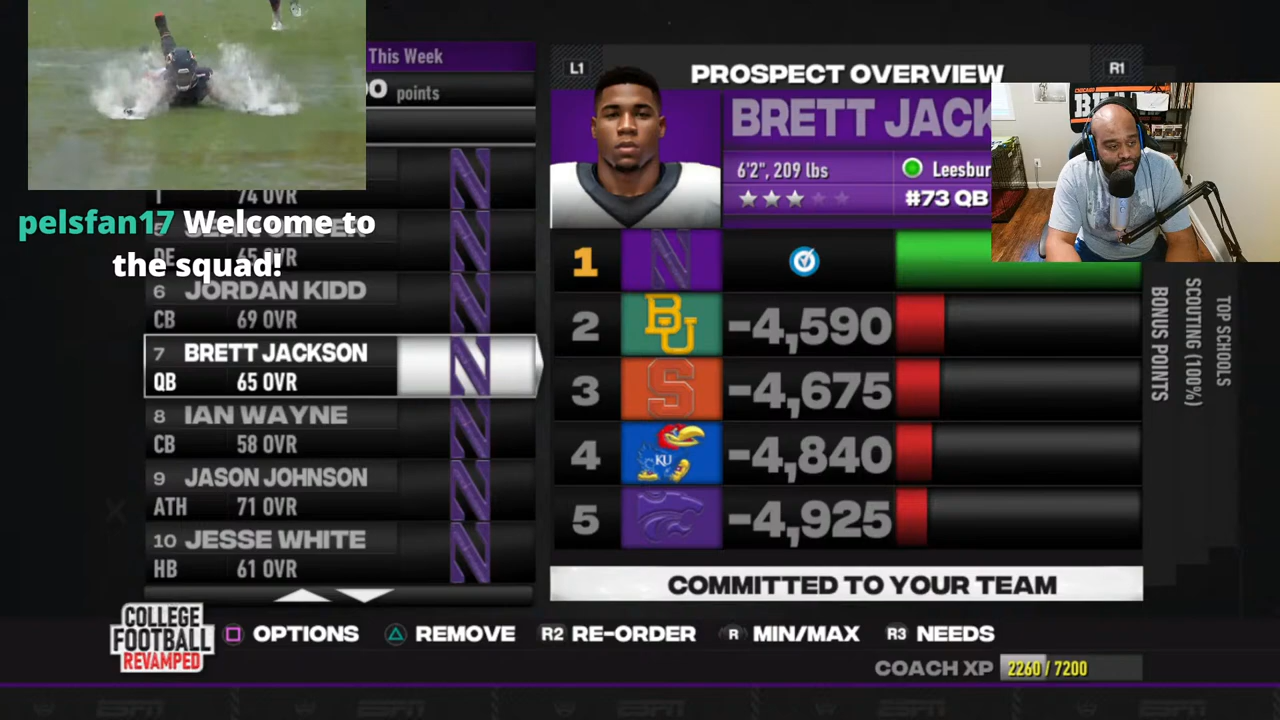 This Week
0 points
74 OVR
pelsfan17 Welcome to
the squad!
65 OVR
6 JORDAN KIDD
CB 69 OVR
7 BRETT JACKSON
QB 65 OVR
8 IAN WAYNE
CB 58 OVR
9 JASON JOHNSON
ATH 71 OVR
10 JESSE WHITE
HB 61 OVR
L1 PROSPECT OVERVIEW R1
BRETT JACK
6'2", 209 lbs Leesbur
#73 QB
1 N
2 BU -4,590
3 S -4,675
4 KU -4,840
5 -4,925
COMMITTED TO YOUR TEAM
BONUS POINTS
SCOUTING (100%)
TOP SCHOOLS
COLLEGE
FOOTBALL
REVAMPED
OPTIONS REMOVE R2 RE-ORDER R MIN/MAX R3 NEEDS
COACH XP 2260 / 7200
ESPN